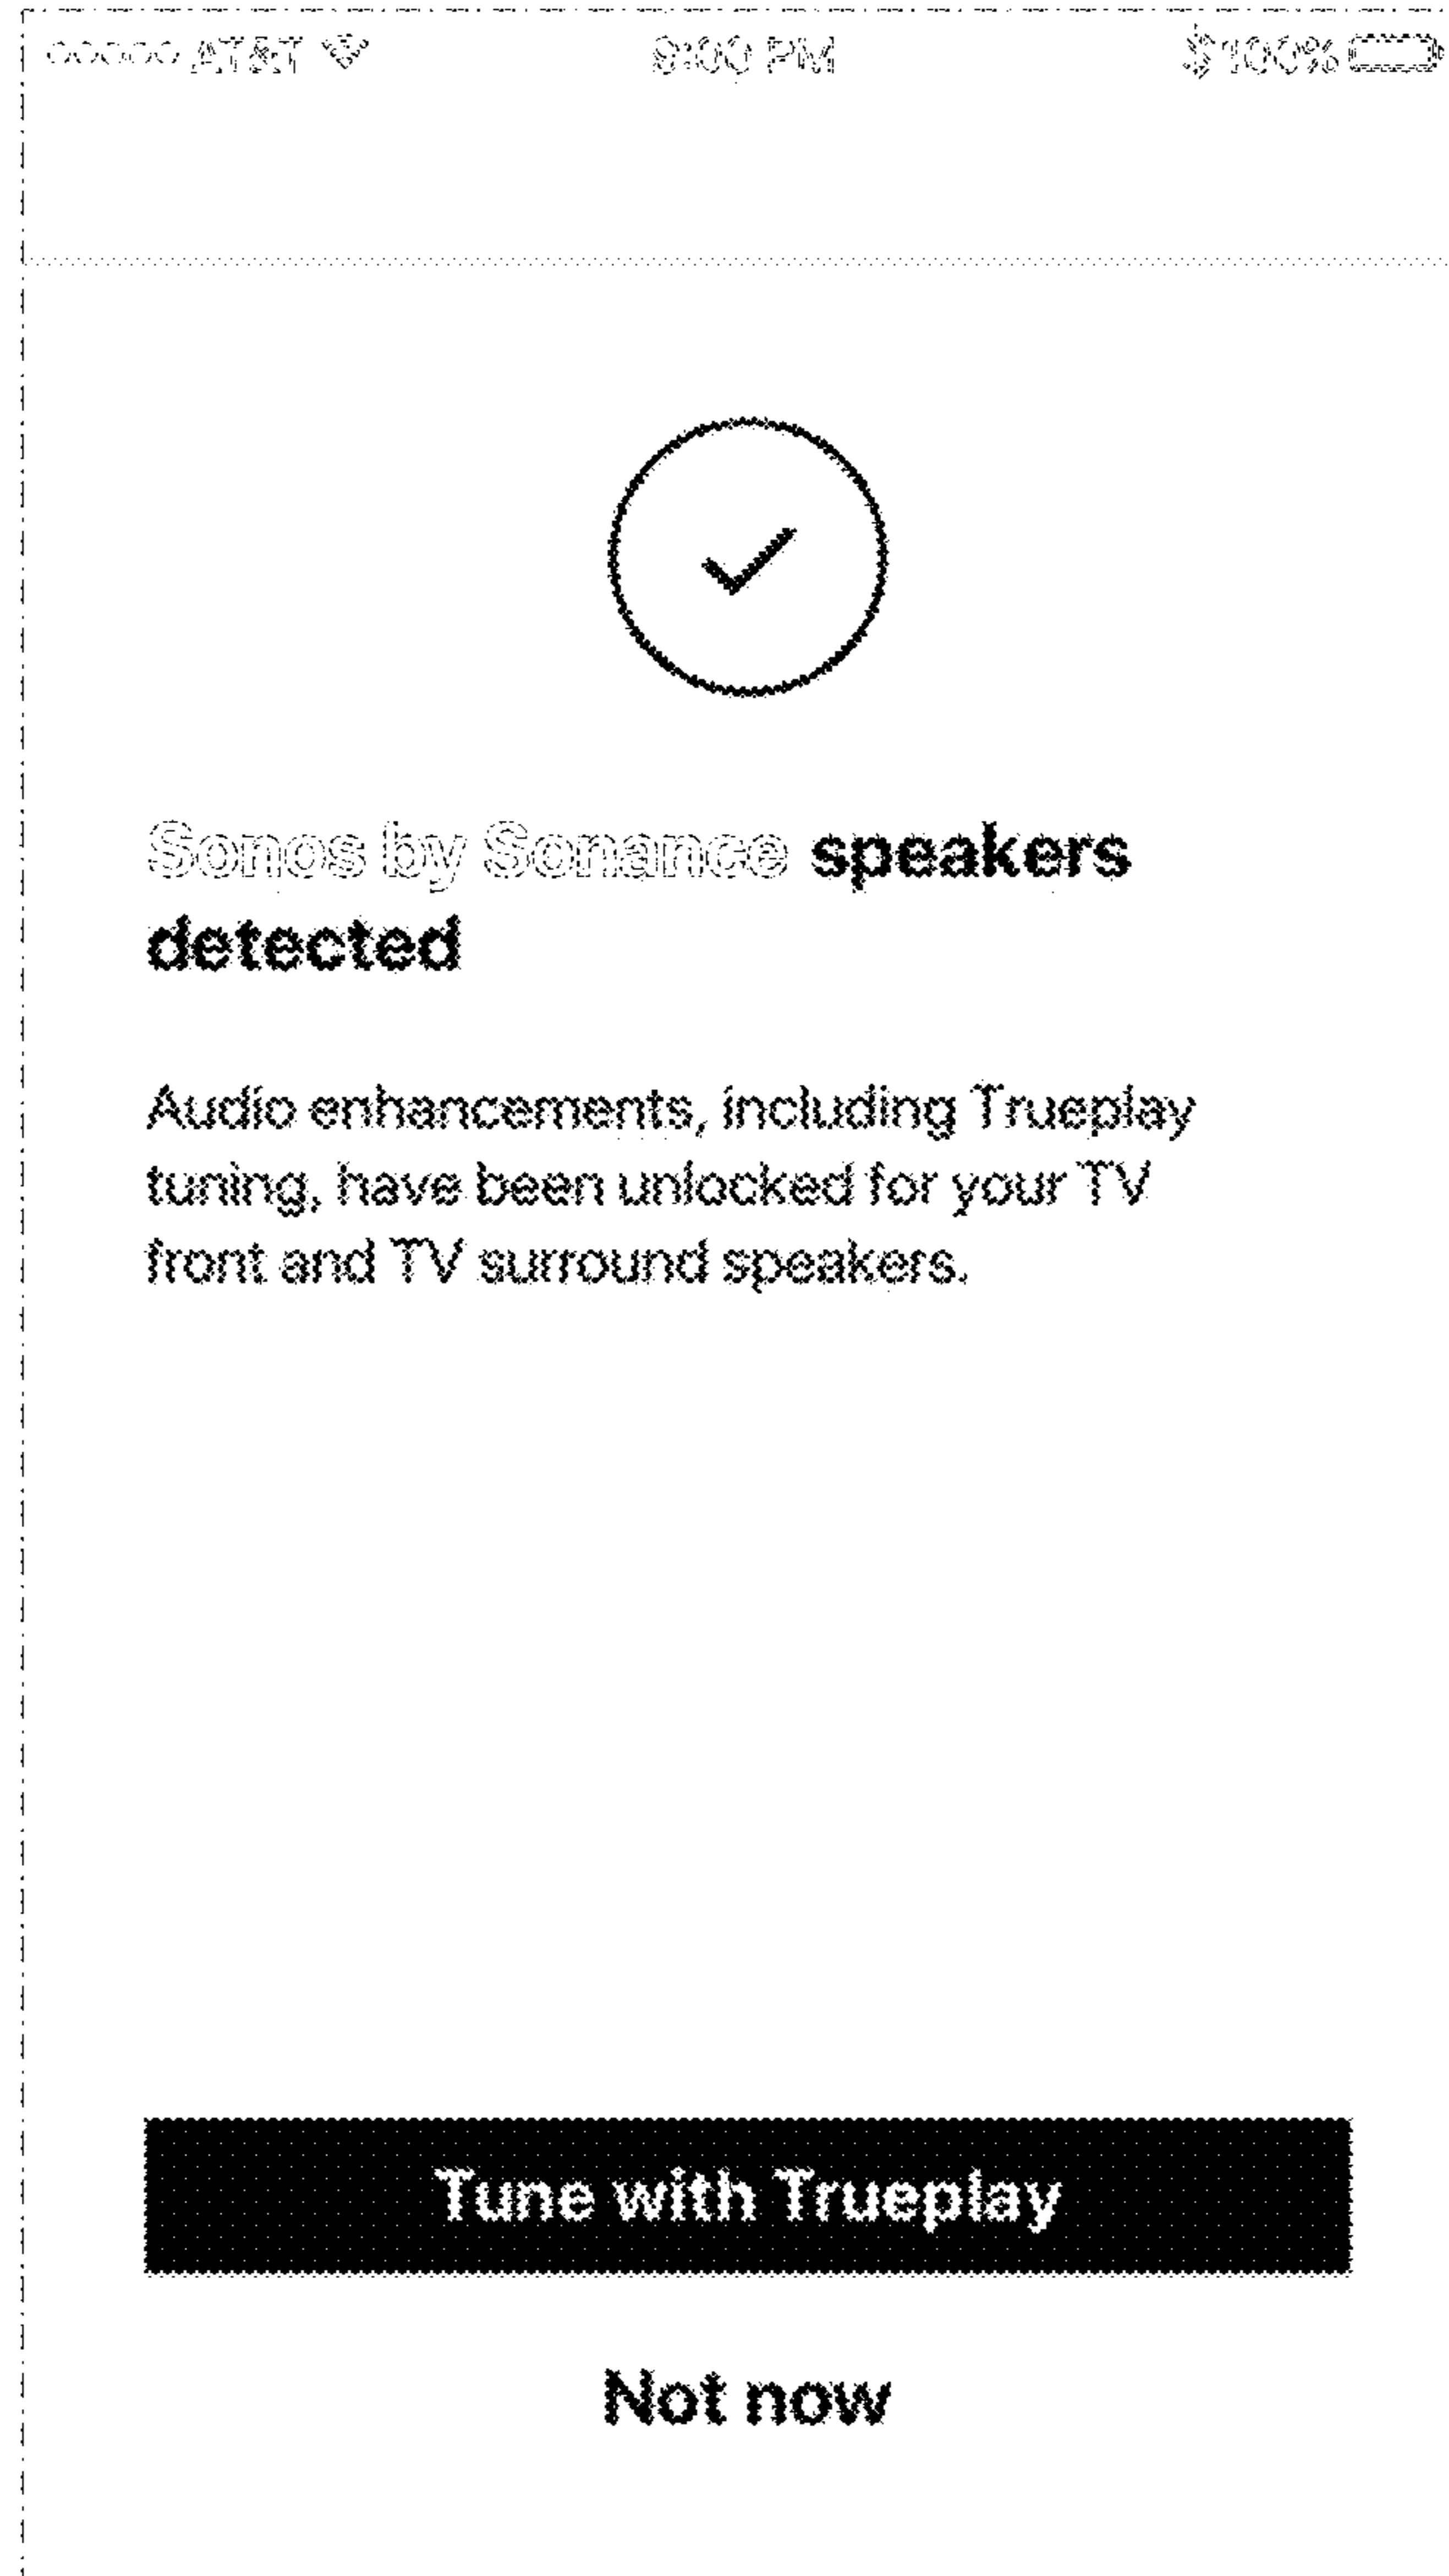 AT&T 9:00 PM 100%
Sonos by Sonance speakers
detected
Audio enhancements, including Trueplay
tuning, have been unlocked for your TV
front and TV surround speakers.
Tune with Trueplay
Not now